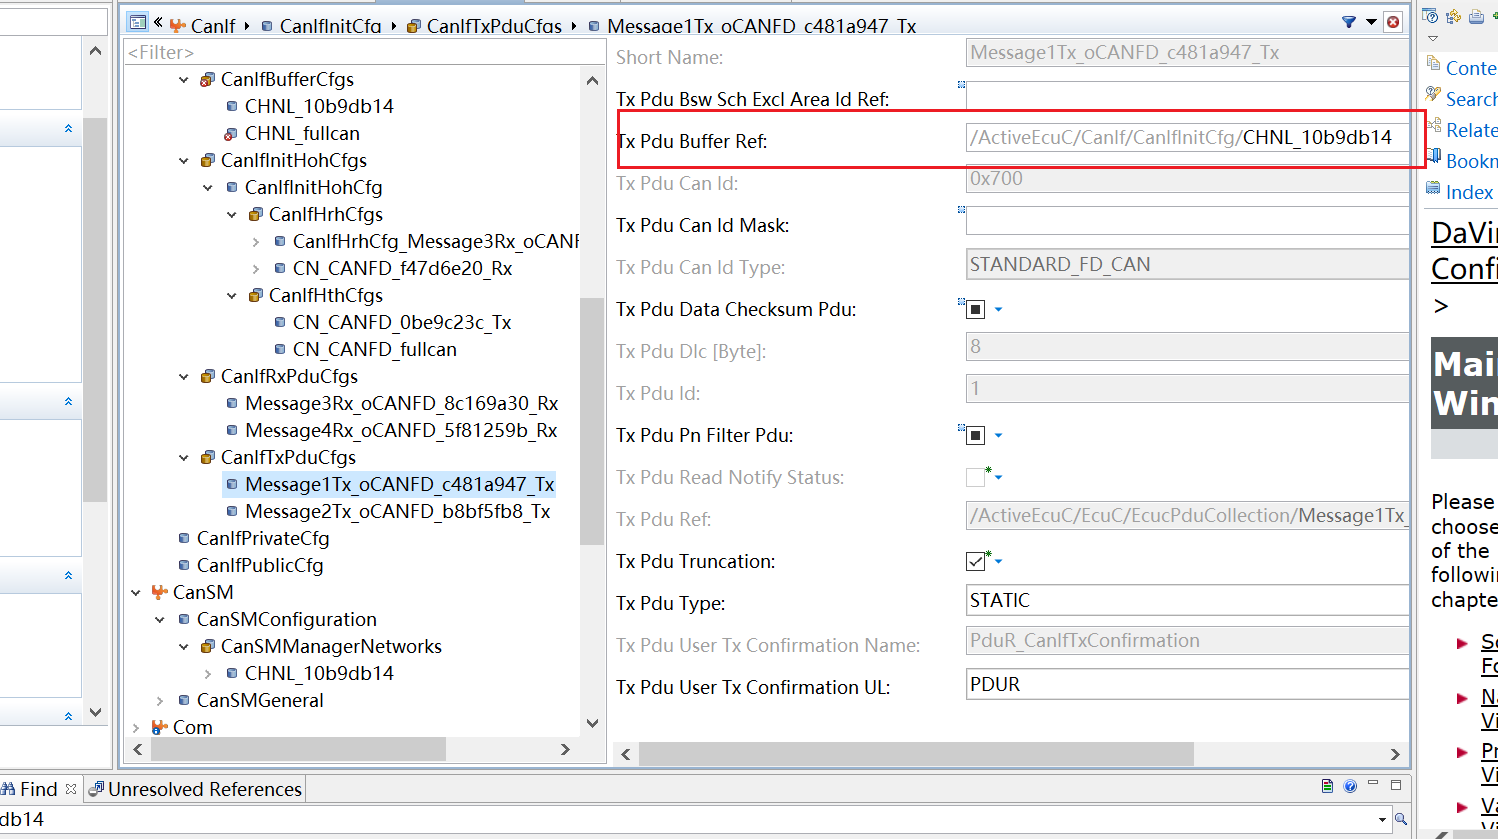 CanIf ▸ CanIfInitCfg ▸ CanIfTxPduCfgs ▸ Message1Tx_oCANFD_c481a947_Tx
<Filter>
CanIfBufferCfgs
CHNL_10b9db14
CHNL_fullcan
CanIfInitHohCfgs
CanIfInitHohCfg
CanIfHrhCfgs
CanIfHrhCfg_Message3Rx_oCANF
CN_CANFD_f47d6e20_Rx
CanIfHthCfgs
CN_CANFD_0be9c23c_Tx
CN_CANFD_fullcan
CanIfRxPduCfgs
Message3Rx_oCANFD_8c169a30_Rx
Message4Rx_oCANFD_5f81259b_Rx
CanIfTxPduCfgs
Message1Tx_oCANFD_c481a947_Tx
Message2Tx_oCANFD_b8bf5fb8_Tx
CanIfPrivateCfg
CanIfPublicCfg
CanSM
CanSMConfiguration
CanSMManagerNetworks
CHNL_10b9db14
CanSMGeneral
Com
Short Name: Message1Tx_oCANFD_c481a947_Tx
Tx Pdu Bsw Sch Excl Area Id Ref:
Tx Pdu Buffer Ref: /ActiveEcuC/CanIf/CanIfInitCfg/CHNL_10b9db14
Tx Pdu Can Id: 0x700
Tx Pdu Can Id Mask:
Tx Pdu Can Id Type: STANDARD_FD_CAN
Tx Pdu Data Checksum Pdu:
Tx Pdu Dlc [Byte]: 8
Tx Pdu Id: 1
Tx Pdu Pn Filter Pdu:
Tx Pdu Read Notify Status:
Tx Pdu Ref: /ActiveEcuC/EcuC/EcucPduCollection/Message1Tx_
Tx Pdu Truncation:
Tx Pdu Type: STATIC
Tx Pdu User Tx Confirmation Name: PduR_CanIfTxConfirmation
Tx Pdu User Tx Confirmation UL: PDUR
Conte
Search
Relate
Bookn
Index
DaVi
Confi
>
Mai
Win
Please
choose
of the
followi
chapte
Find
Unresolved References
db14